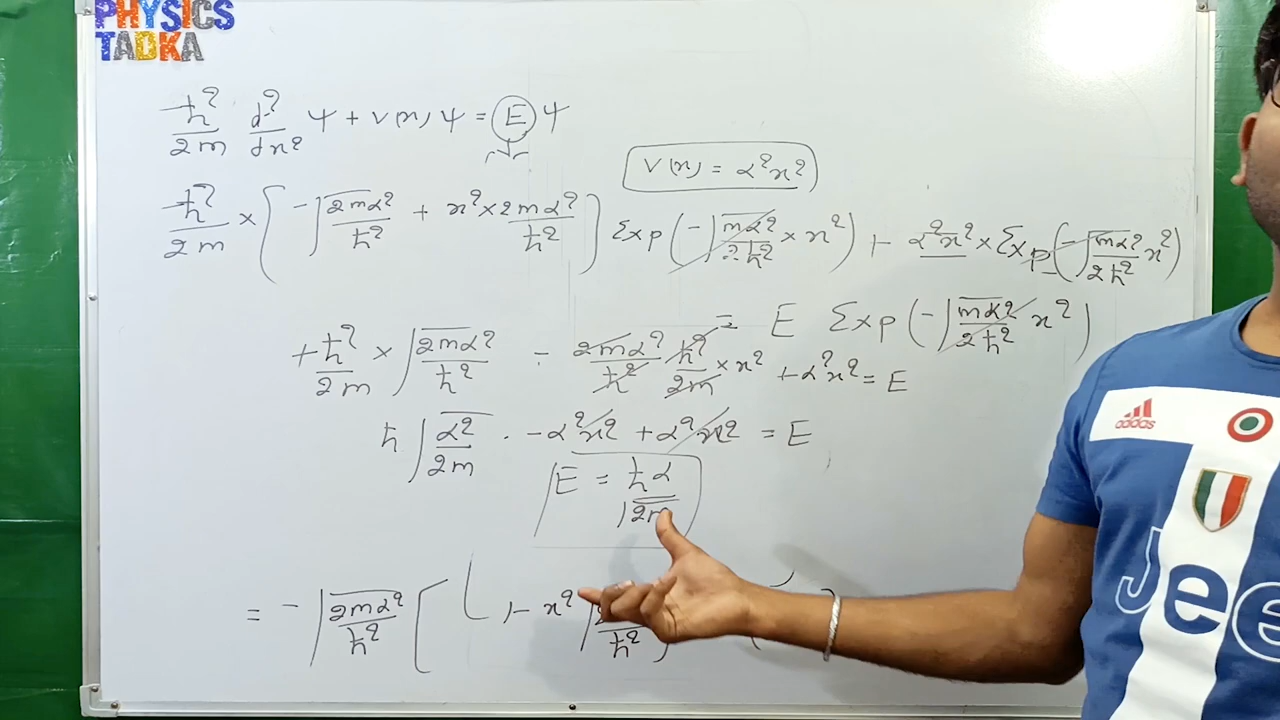 PHYSICS
TADKA
-ħ²/2m d²/dx² ψ + V(x) ψ = E ψ
V(x) = α²x²
-ħ²/2m × ( -√(2mα²/ħ²) + x² × 2mα²/ħ² ) Exp ( -√(mα²/2ħ²) × x² ) + α²x² × Exp ( -√(mα²/2ħ²) x² )
= E Exp ( -√(mα²/2ħ²) x² )
+ħ²/2m × √(2mα²/ħ²) - 2mα²/ħ² ħ²/2m × x² + α²x² = E
ħ √(α²/2m) . - α²x² + α²x² = E
E = ħα/√2m
= -√(2mα²/ħ²) [ ( + x² √
ħ²
adidas
Jee